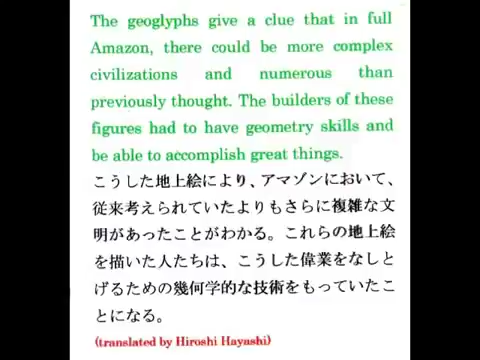 The geoglyphs give a clue that in full
Amazon, there could be more complex
civilizations and numerous than
previously thought. The builders of these
figures had to have geometry skills and
be able to accomplish great things.
こうした地上絵により、アマゾンにおいて、
従来考えられていたよりもさらに複雑な文
明があったことがわかる。これらの地上絵
を描いた人たちは、こうした偉業をなしと
げるための幾何学的な技術をもっていたこ
とになる。
(translated by Hiroshi Hayashi)